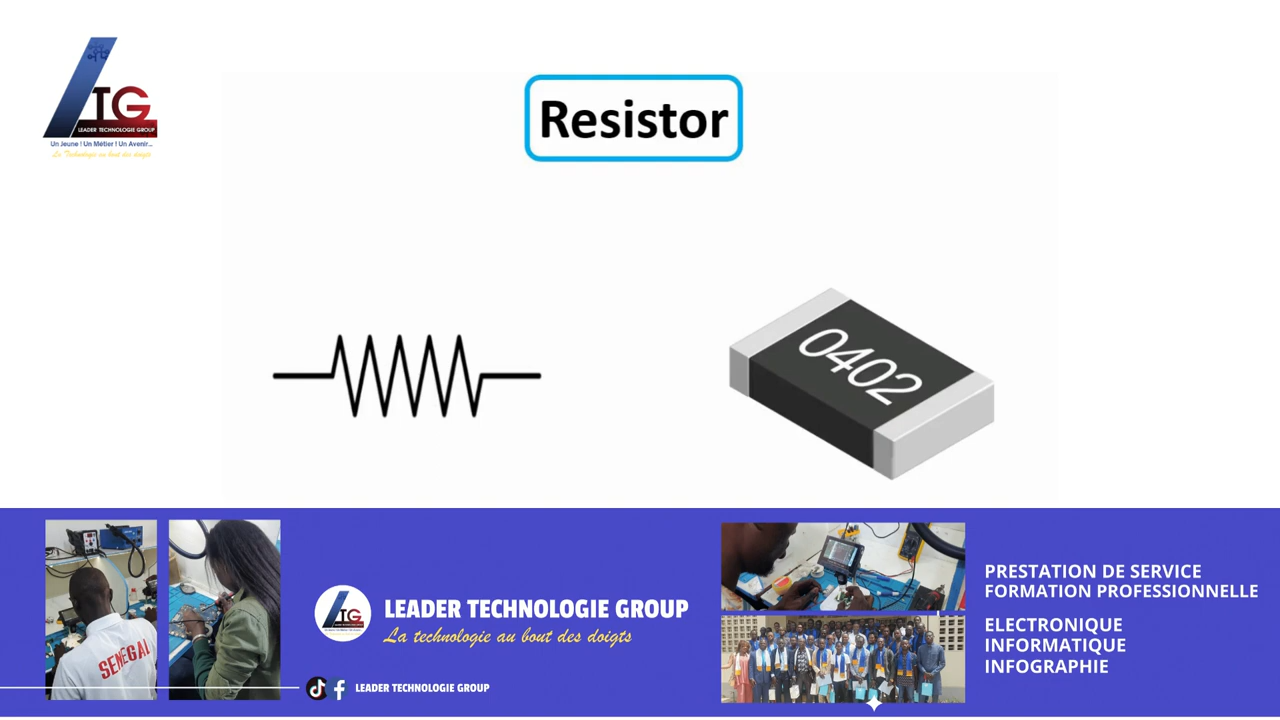 LTG
LEADER TECHNOLOGIE GROUP
Un Jeune ! Un Métier ! Un Avenir...
La Technologie au bout des doigts
Resistor
0402
SENEGAL
LTG
LEADER TECHNOLOGIE GROUP
La technologie au bout des doigts
LEADER TECHNOLOGIE GROUP
PRESTATION DE SERVICE
FORMATION PROFESSIONNELLE
ELECTRONIQUE
INFORMATIQUE
INFOGRAPHIE